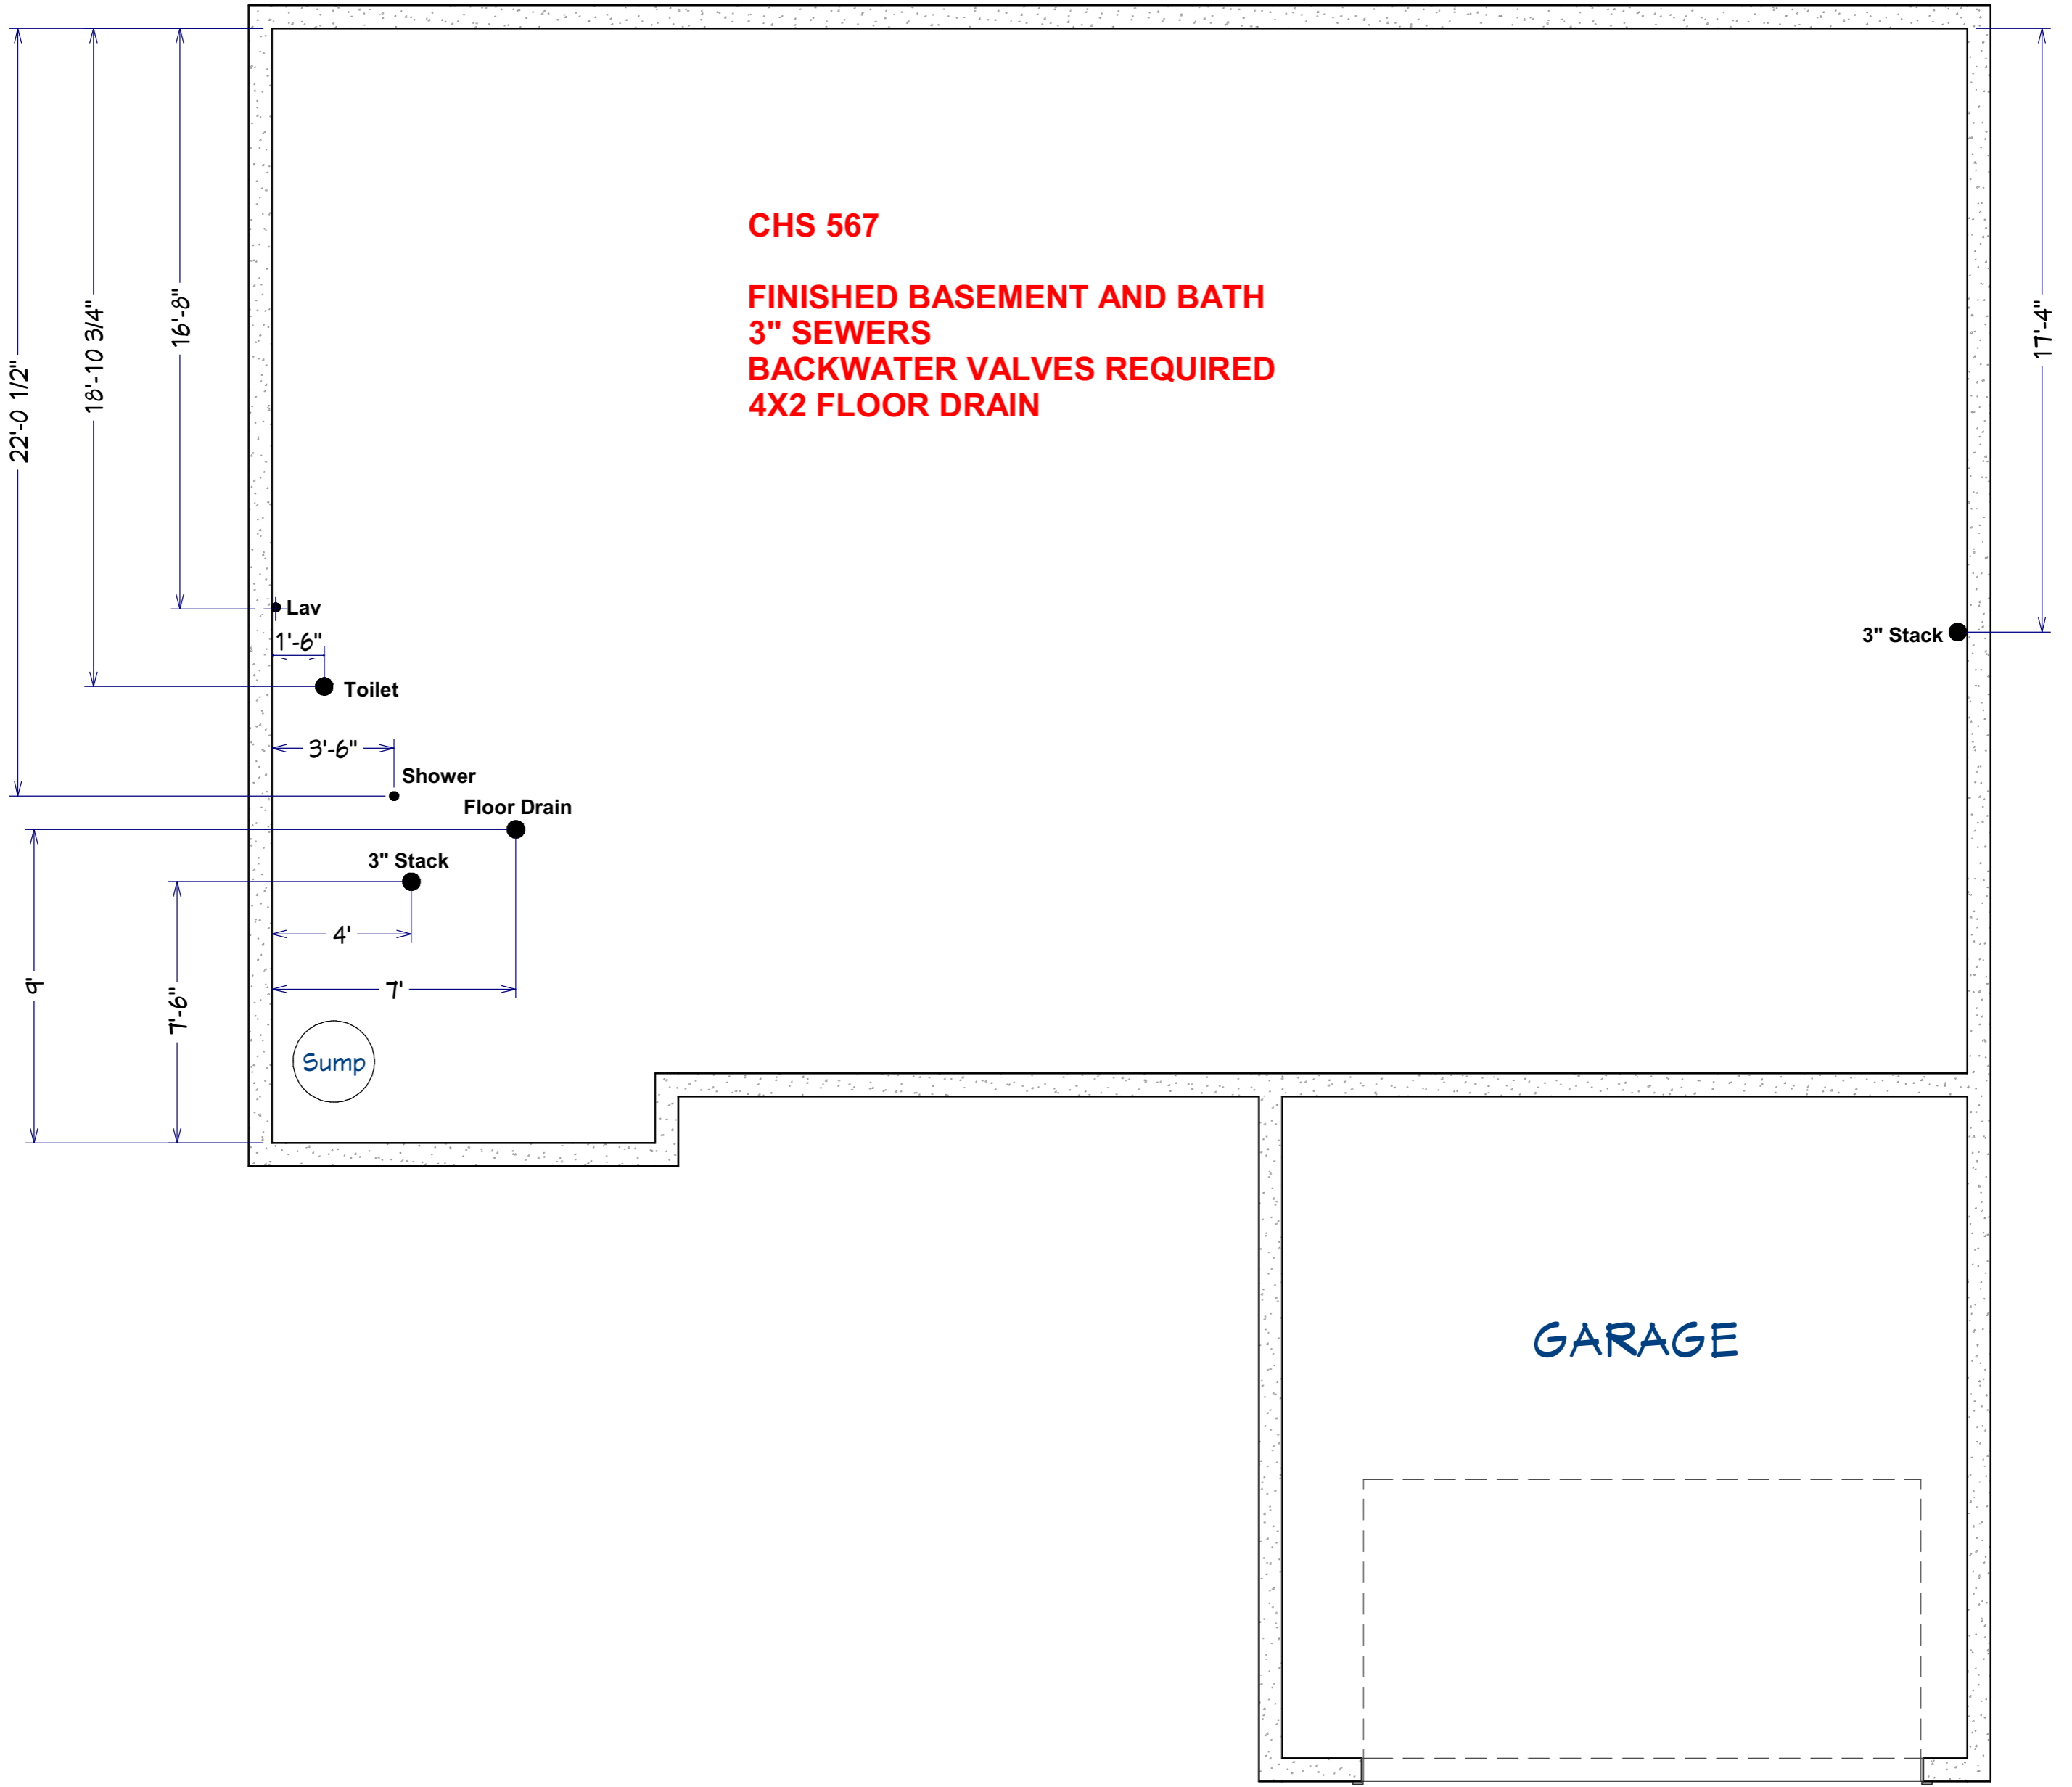 CHS 567
FINISHED BASEMENT AND BATH
3" SEWERS
BACKWATER VALVES REQUIRED
4X2 FLOOR DRAIN
22'-0 1/2"
18'-10 3/4"
16'-8"
17'-4"
Lav
1'-6"
3" Stack
Toilet
3'-6"
Shower
Floor Drain
3" Stack
4'
7'
9'
7'-6"
Sump
GARAGE